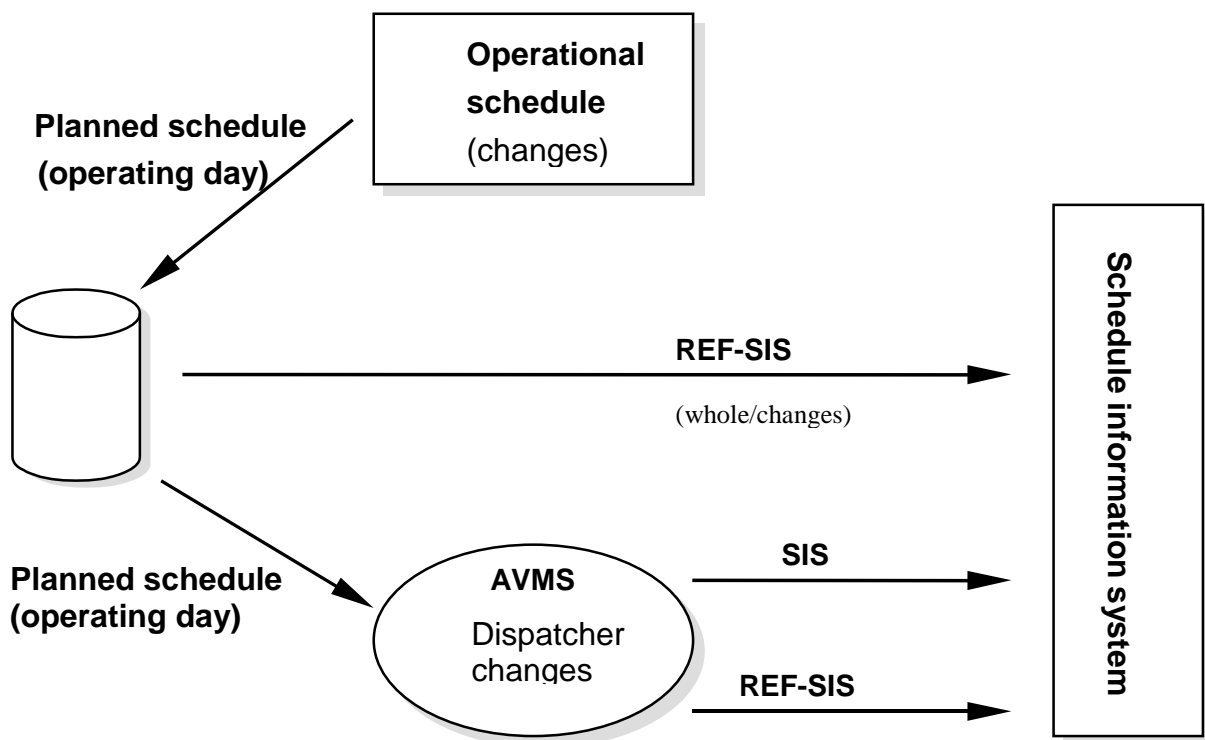 Operational
schedule
(changes)
Planned schedule
(operating day)
REF-SIS
(whole/changes)
Schedule information system
Planned schedule
(operating day)
AVMS
Dispatcher
changes
SIS
REF-SIS